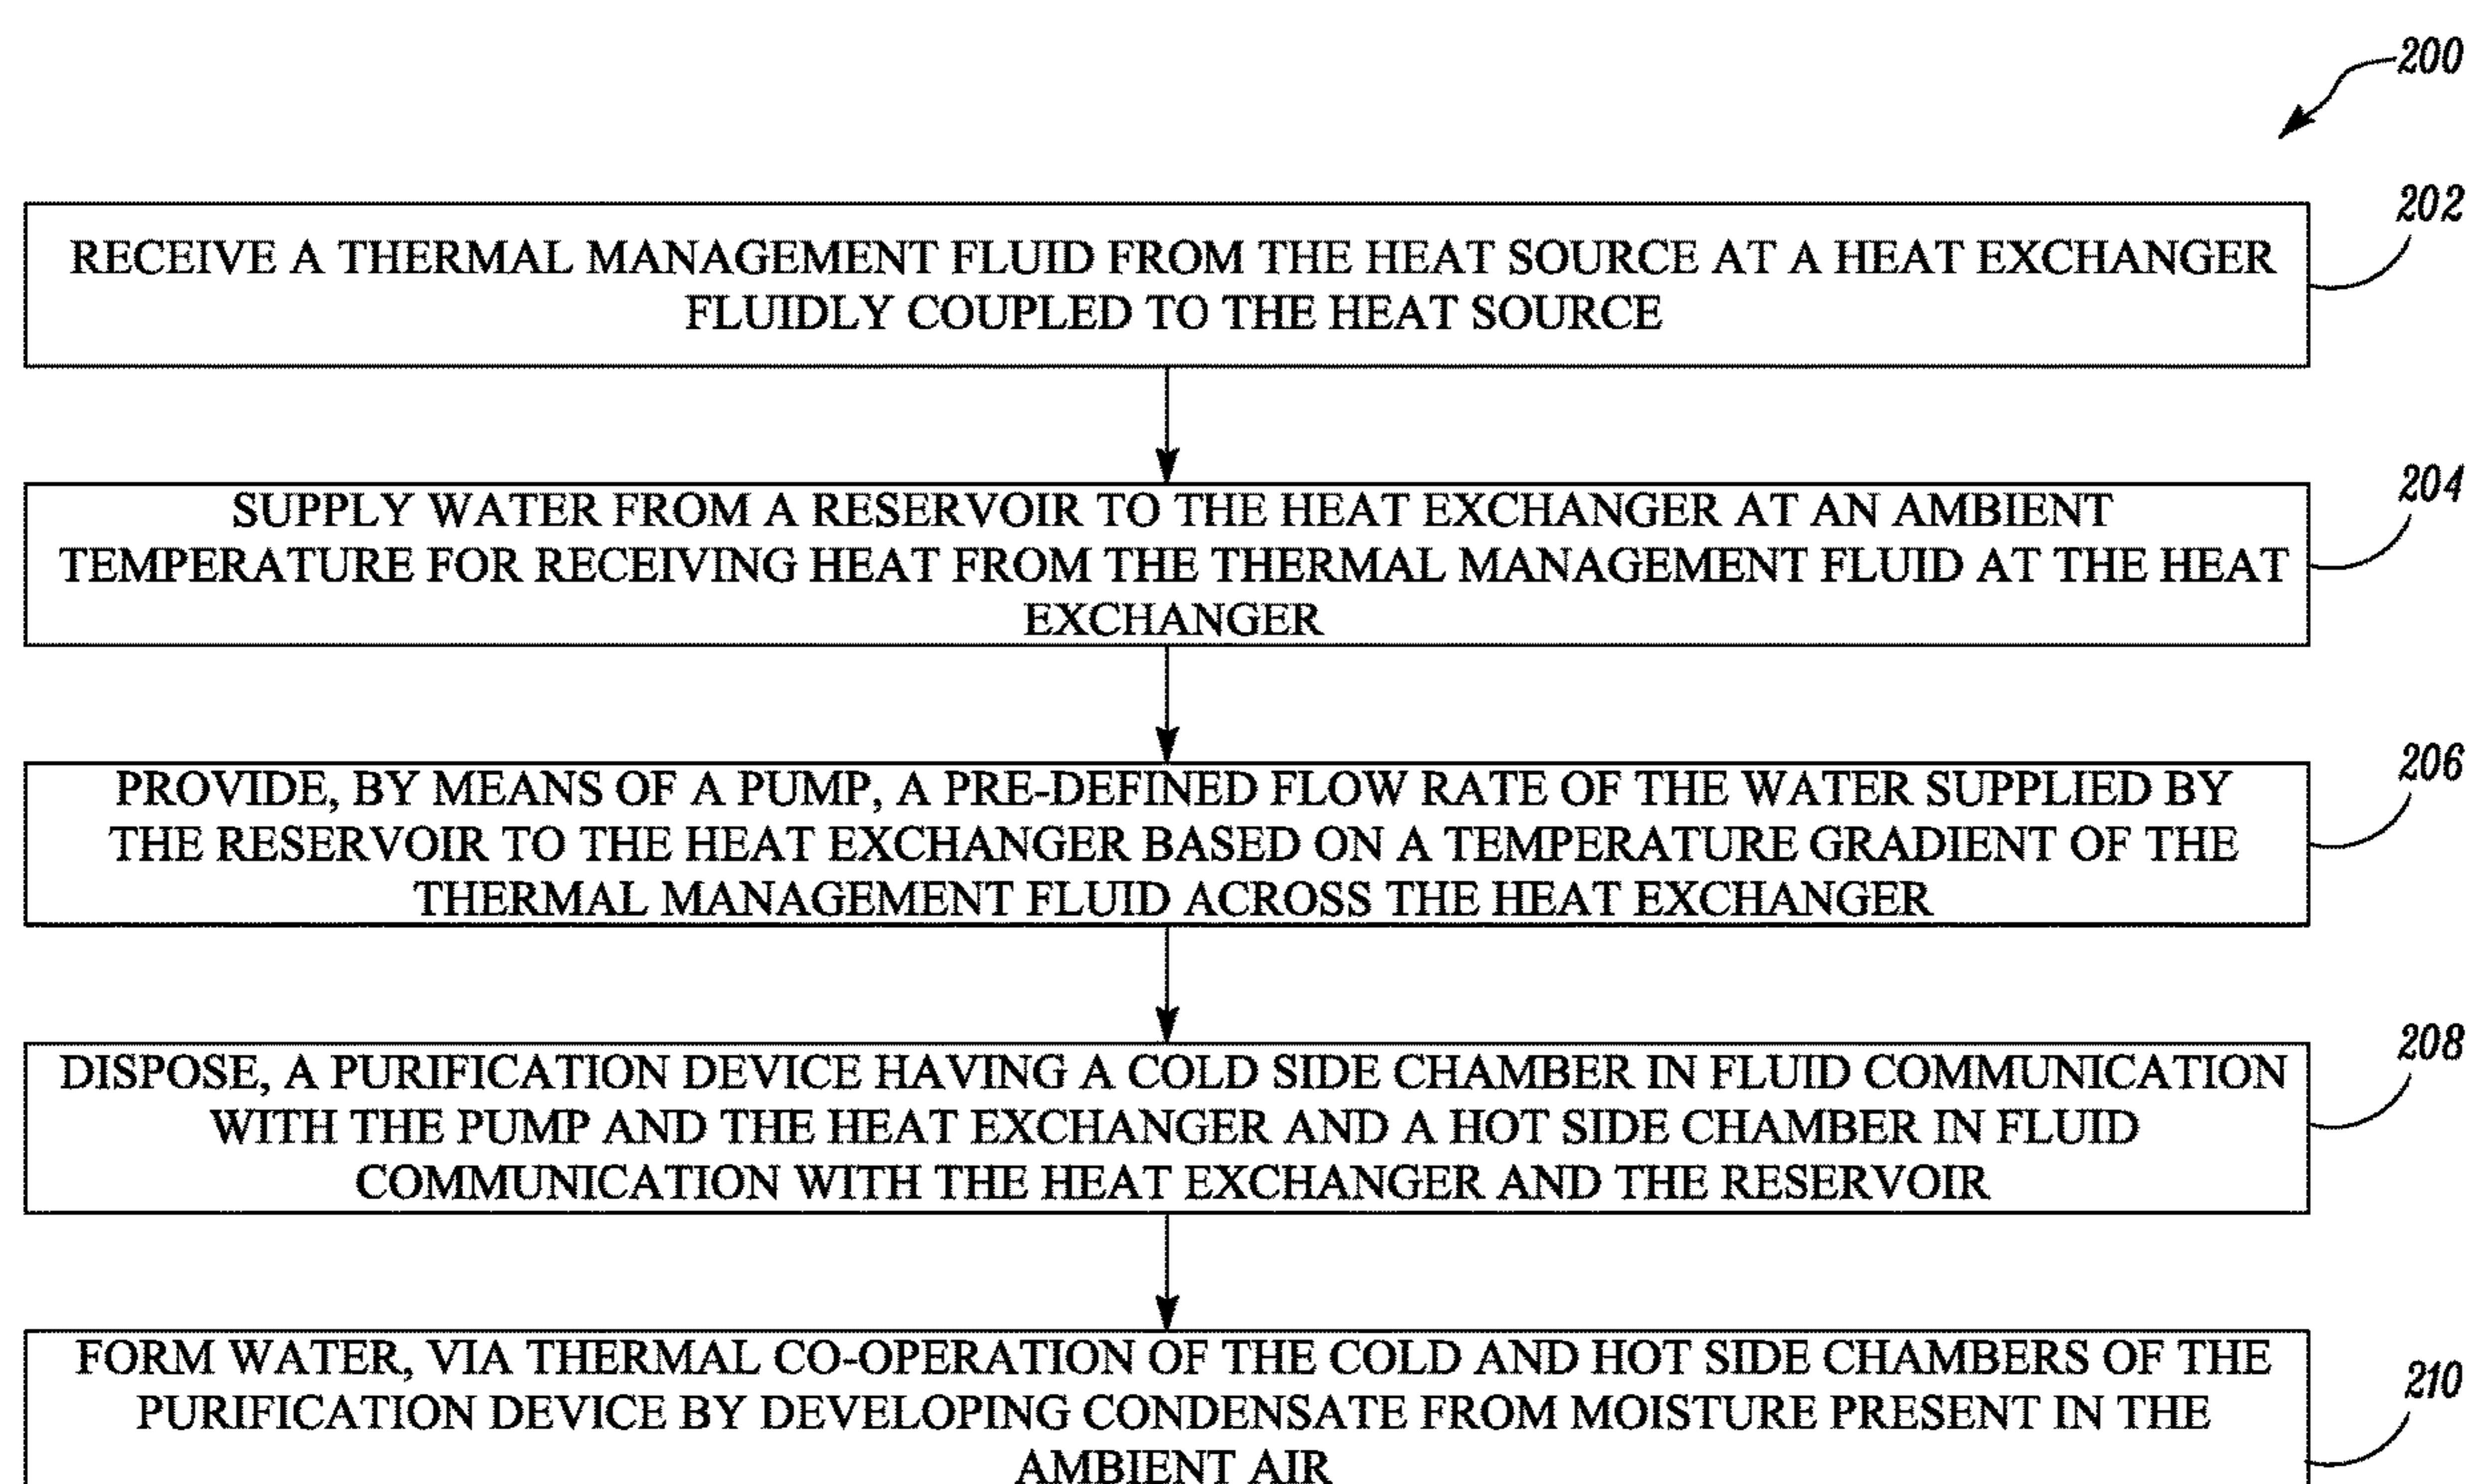 200
202
RECEIVE A THERMAL MANAGEMENT FLUID FROM THE HEAT SOURCE AT A HEAT EXCHANGER
FLUIDLY COUPLED TO THE HEAT SOURCE
204
SUPPLY WATER FROM A RESERVOIR TO THE HEAT EXCHANGER AT AN AMBIENT
TEMPERATURE FOR RECEIVING HEAT FROM THE THERMAL MANAGEMENT FLUID AT THE HEAT
EXCHANGER
206
PROVIDE, BY MEANS OF A PUMP, A PRE-DEFINED FLOW RATE OF THE WATER SUPPLIED BY
THE RESERVOIR TO THE HEAT EXCHANGER BASED ON A TEMPERATURE GRADIENT OF THE
THERMAL MANAGEMENT FLUID ACROSS THE HEAT EXCHANGER
208
DISPOSE, A PURIFICATION DEVICE HAVING A COLD SIDE CHAMBER IN FLUID COMMUNICATION
WITH THE PUMP AND THE HEAT EXCHANGER AND A HOT SIDE CHAMBER IN FLUID
COMMUNICATION WITH THE HEAT EXCHANGER AND THE RESERVOIR
210
FORM WATER, VIA THERMAL CO-OPERATION OF THE COLD AND HOT SIDE CHAMBERS OF THE
PURIFICATION DEVICE BY DEVELOPING CONDENSATE FROM MOISTURE PRESENT IN THE
AMBIENT AIR